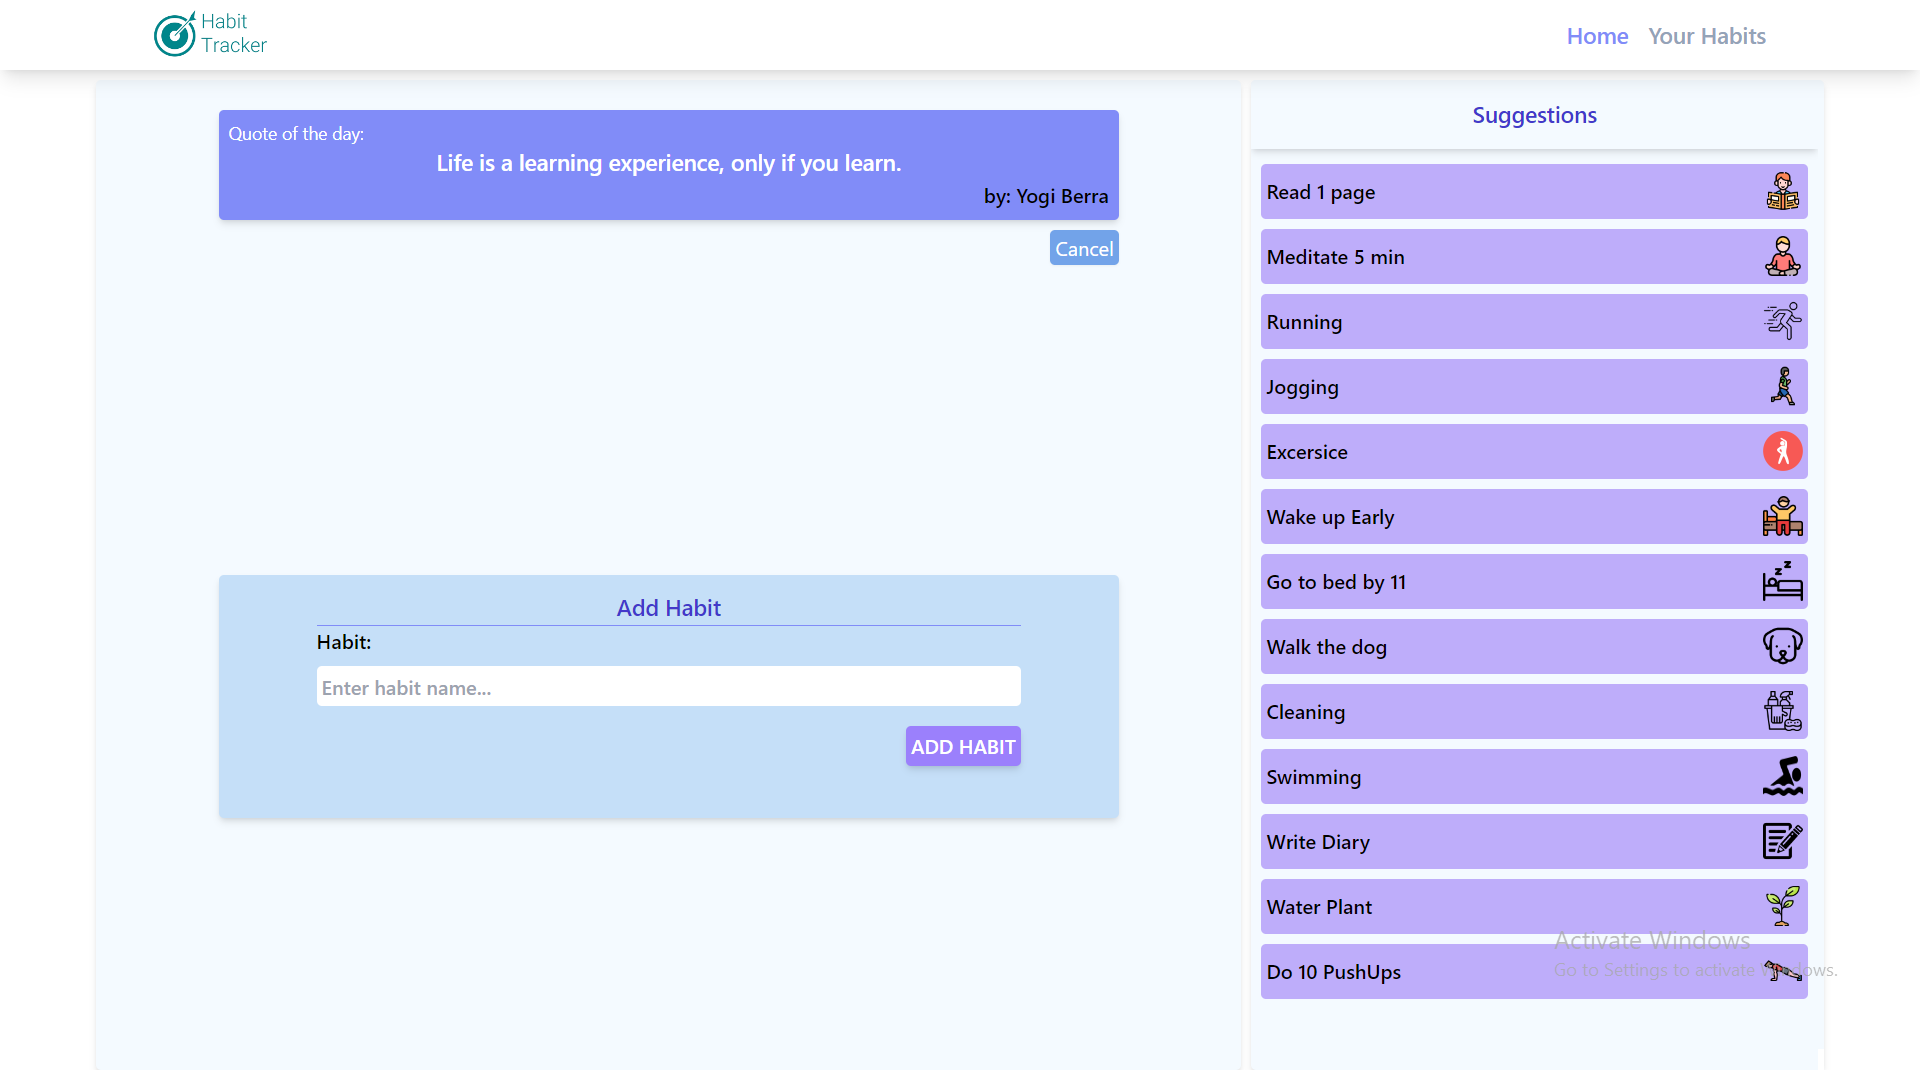 Habit
Tracker
Home
Your Habits
Quote of the day:
Life is a learning experience, only if you learn.
by: Yogi Berra
Cancel
Add Habit
Habit:
Enter habit name...
ADD HABIT
Suggestions
Read 1 page
Meditate 5 min
Running
Jogging
Excersice
Wake up Early
Go to bed by 11
Walk the dog
Cleaning
Swimming
Write Diary
Water Plant
Do 10 PushUps
Activate Windows
Go to Settings to activate Windows.